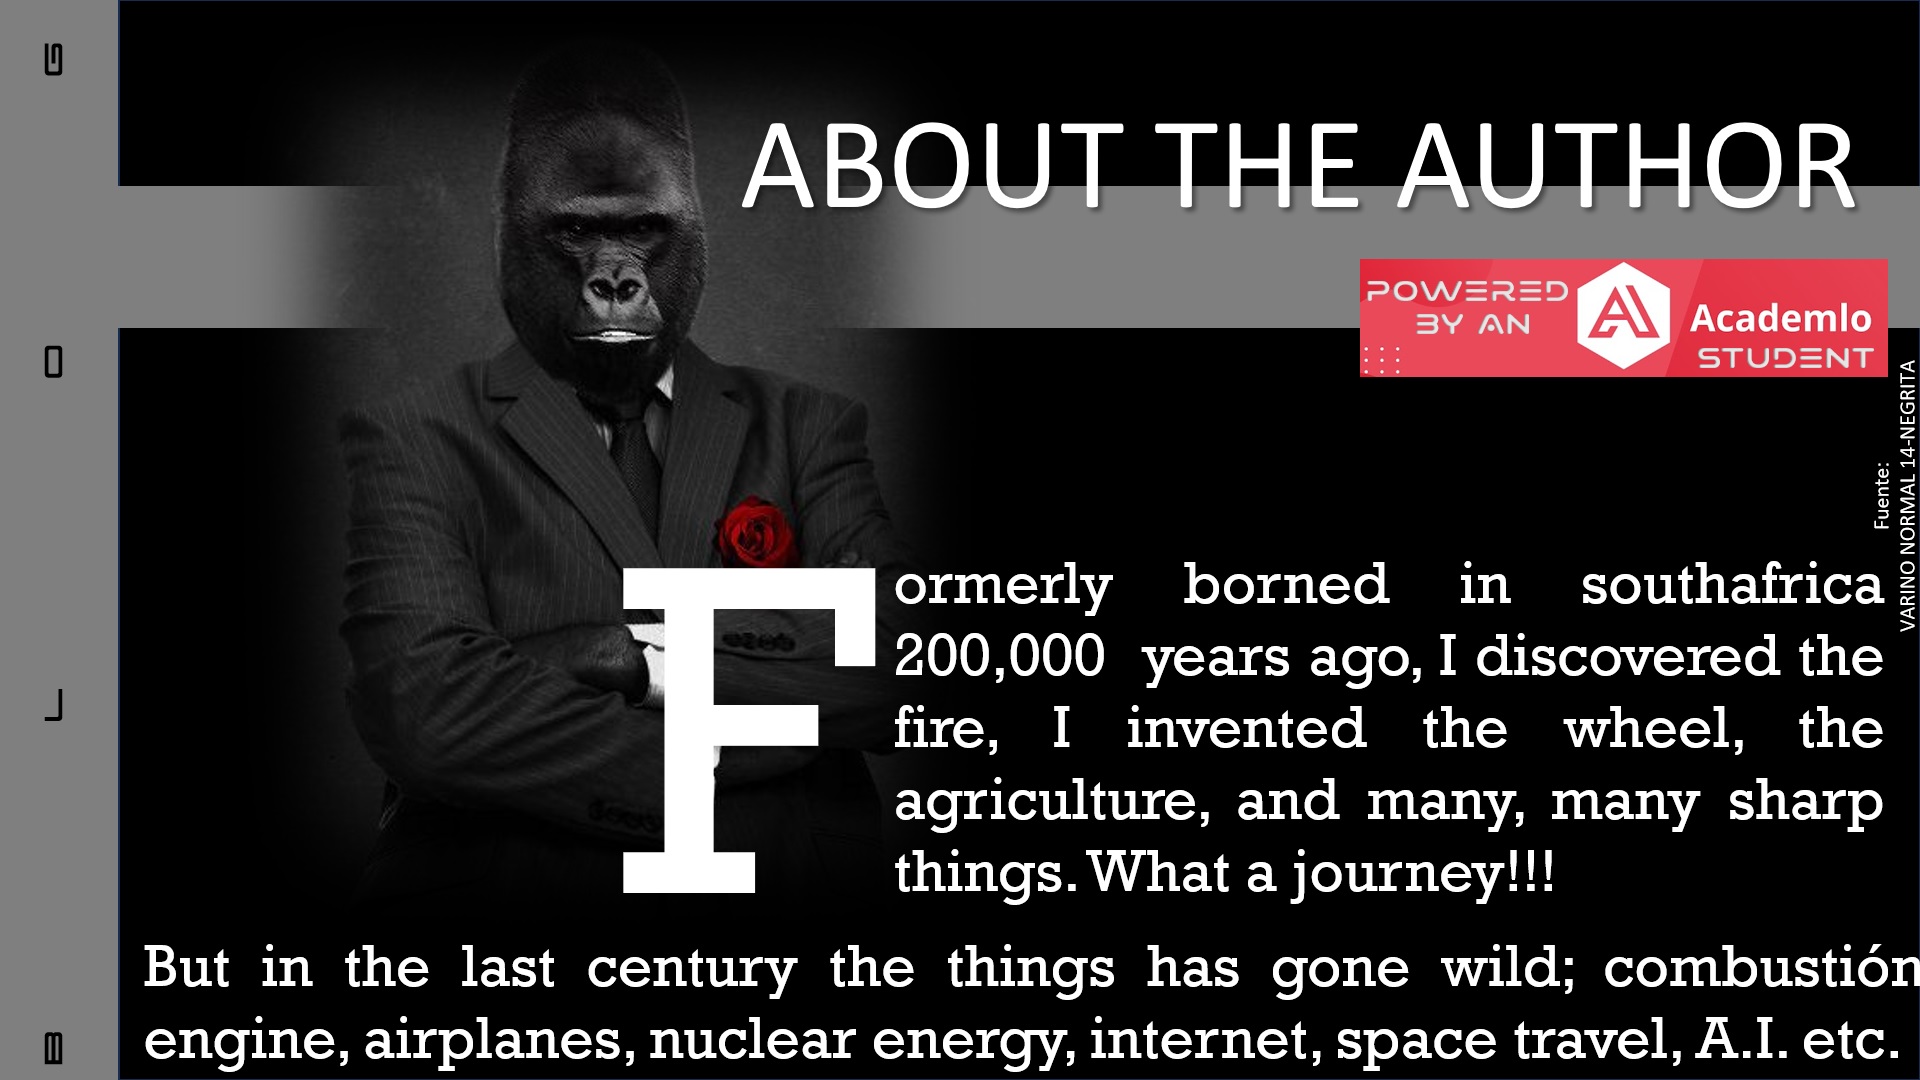 B L O G
ABOUT THE AUTHOR
POWERED
BY AN
Academlo
STUDENT
Fuente:
VARINO NORMAL 14-NEGRITA
Formerly borned in southafrica
200,000 years ago, I discovered the
fire, I invented the wheel, the
agriculture, and many, many sharp
things. What a journey!!!
But in the last century the things has gone wild; combustión
engine, airplanes, nuclear energy, internet, space travel, A.I. etc.